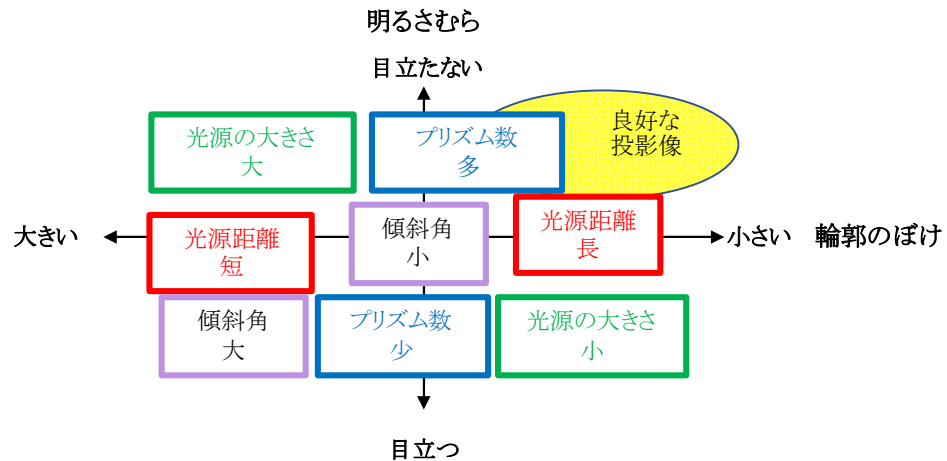 明るさむら
目立たない
光源の大きさ
大
プリズム数
多
良好な
投影像
大きい
光源距離
短
傾斜角
小
光源距離
長
小さい 輪郭のぼけ
傾斜角
大
プリズム数
少
光源の大きさ
小
目立つ